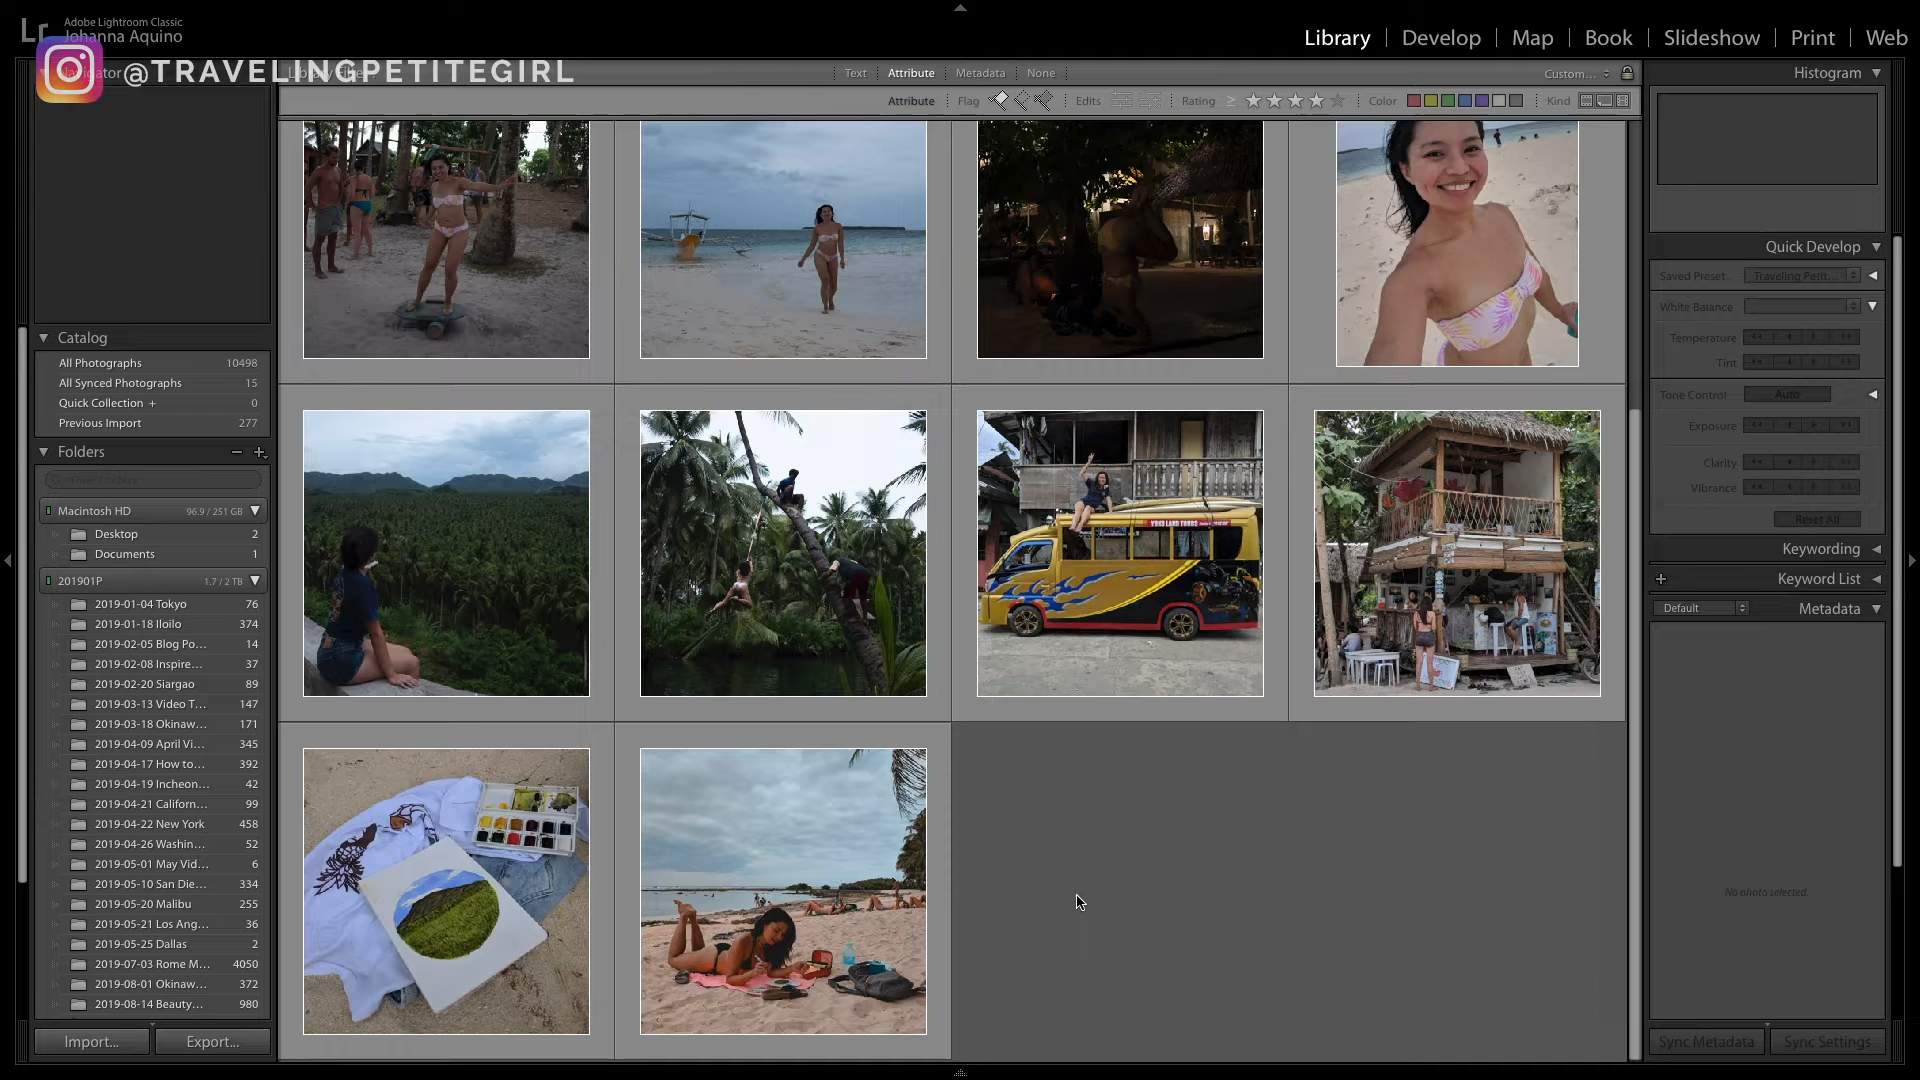 Lr
Adobe Lightroom Classic
Johanna Aquino
@TRAVELINGPETITEGIRL
Library | Develop | Map | Book | Slideshow | Print | Web
Text Attribute Metadata None
Custom...
Histogram
Attribute Flag Edits Rating ≥ Color Kind
Quick Develop
Saved Preset
Traveling Petit...
White Balance
Temperature
Tint
Tone Control Auto
Exposure
Clarity
Vibrance
Reset All
Keywording
Keyword List
Default Metadata
No photo selected.
Sync Metadata Sync Settings
Catalog
All Photographs 10498
All Synced Photographs 15
Quick Collection + 0
Previous Import 277
Folders
Filter Folders
Macintosh HD 96.9 / 251 GB
Desktop 2
Documents 1
201901P 1.7 / 2 TB
2019-01-04 Tokyo 76
2019-01-18 Iloilo 374
2019-02-05 Blog Po... 14
2019-02-08 Inspire... 37
2019-02-20 Siargao 89
2019-03-13 Video T... 147
2019-03-18 Okinaw... 171
2019-04-09 April Vi... 345
2019-04-17 How to... 392
2019-04-19 Incheon... 42
2019-04-21 Californ... 99
2019-04-22 New York 458
2019-04-26 Washin... 52
2019-05-01 May Vid... 6
2019-05-10 San Die... 334
2019-05-20 Malibu 255
2019-05-21 Los Ang... 36
2019-05-25 Dallas 2
2019-07-03 Rome M... 4050
2019-08-01 Okinaw... 372
2019-08-14 Beauty... 980
Import... Export...